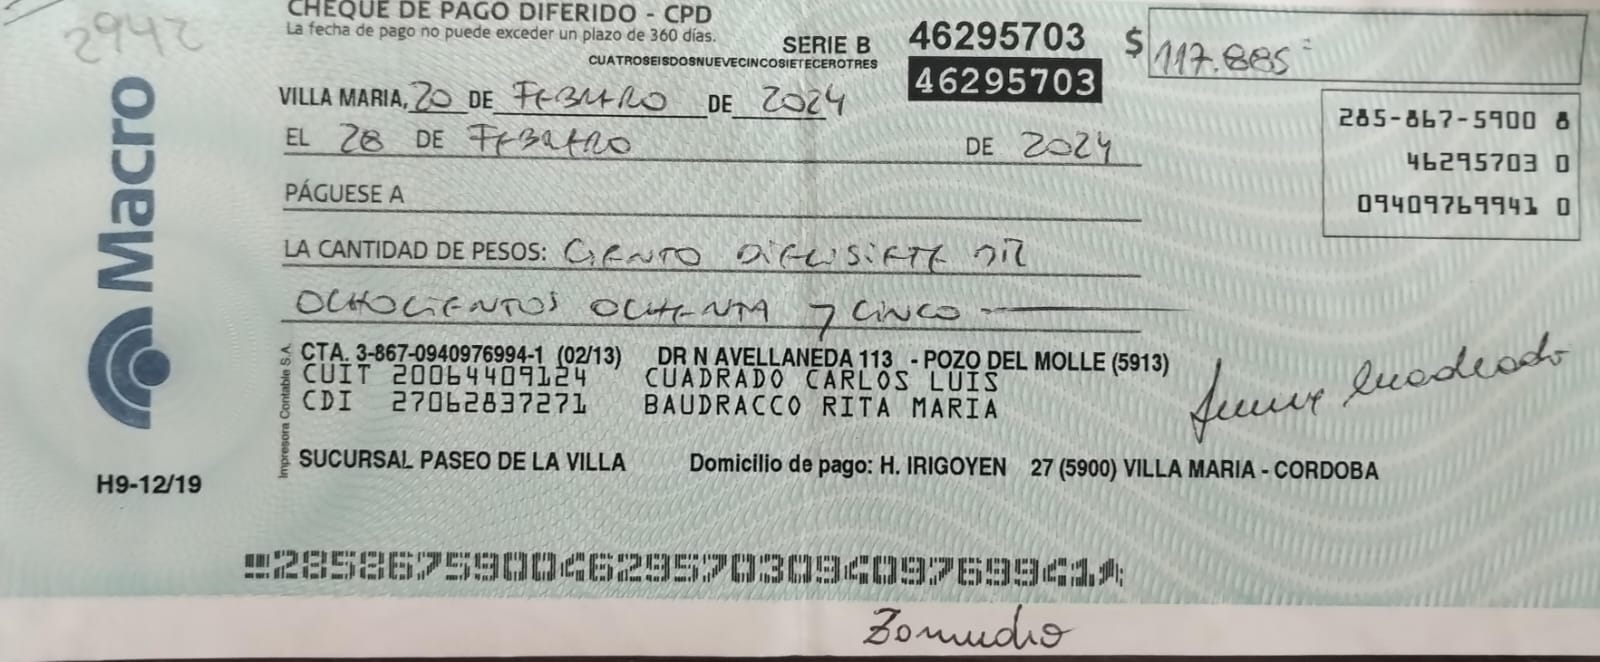 2942
CHEQUE DE PAGO DIFERIDO - CPD
La fecha de pago no puede exceder un plazo de 360 días.
SERIE B 46295703 $ 117.885
CUATROSEISDOSNUEVECINCOSIETECEROTRES
46295703
VILLA MARIA, 20 DE FEBRERO DE 2024
EL 28 DE FEBRERO DE 2024
285-867-5900 8
46295703 0
09409769941 0
PÁGUESE A
LA CANTIDAD DE PESOS: CIENTO DIECISIETE MIL
OCHOCIENTOS OCHENTA Y CINCO
CTA. 3-867-0940976994-1 (02/13) DR N AVELLANEDA 113 - POZO DEL MOLLE (5913)
CUIT 20064409124 CUADRADO CARLOS LUIS
CDI 27062837271 BAUDRACCO RITA MARIA
SUCURSAL PASEO DE LA VILLA Domicilio de pago: H. IRIGOYEN 27 (5900) VILLA MARIA - CORDOBA
Macro
H9-12/19
Impresora Contable S.A.
Cuadrado
28586759004629570309409769941